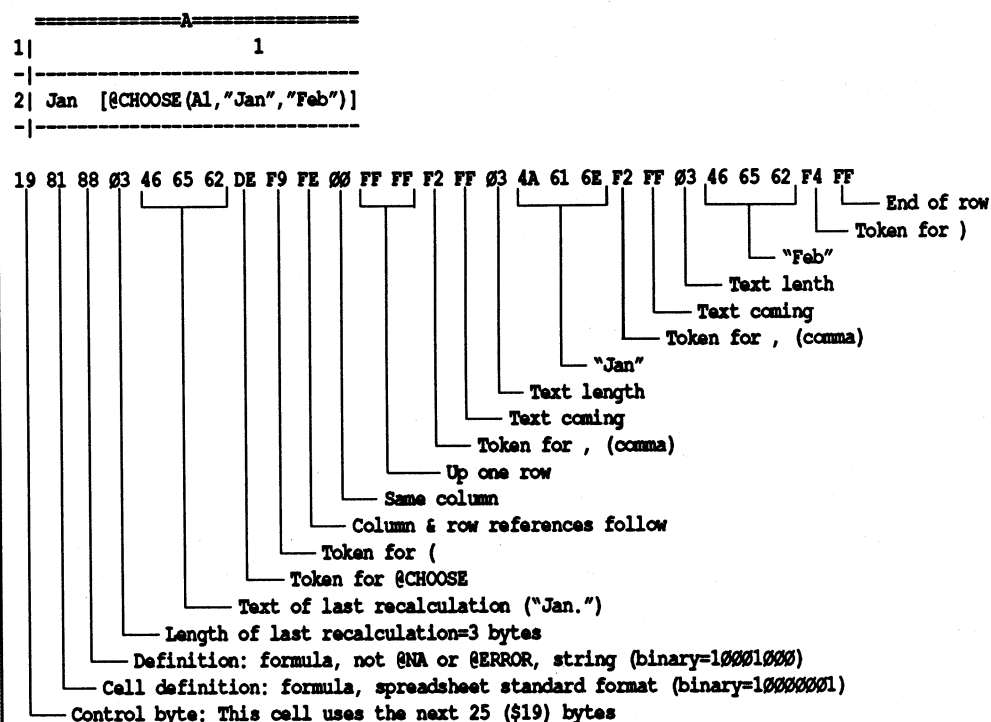 ==============A================
1| 1
-|-------------------------------
2| Jan [@CHOOSE(A1,"Jan","Feb")]
-|-------------------------------
19 81 88 Ø3 46 65 62 DE F9 FE ØØ FF FF F2 FF Ø3 4A 61 6E F2 FF Ø3 46 65 62 F4 FF
End of row
Token for )
"Feb"
Text lenth
Text coming
Token for , (comma)
"Jan"
Text length
Text coming
Token for , (comma)
Up one row
Same column
Column & row references follow
Token for (
Token for @CHOOSE
Text of last recalculation ("Jan.")
Length of last recalculation=3 bytes
Definition: formula, not @NA or @ERROR, string (binary=1ØØØ1ØØØ)
Cell definition: formula, spreadsheet standard format (binary=1ØØØØØØ1)
Control byte: This cell uses the next 25 ($19) bytes